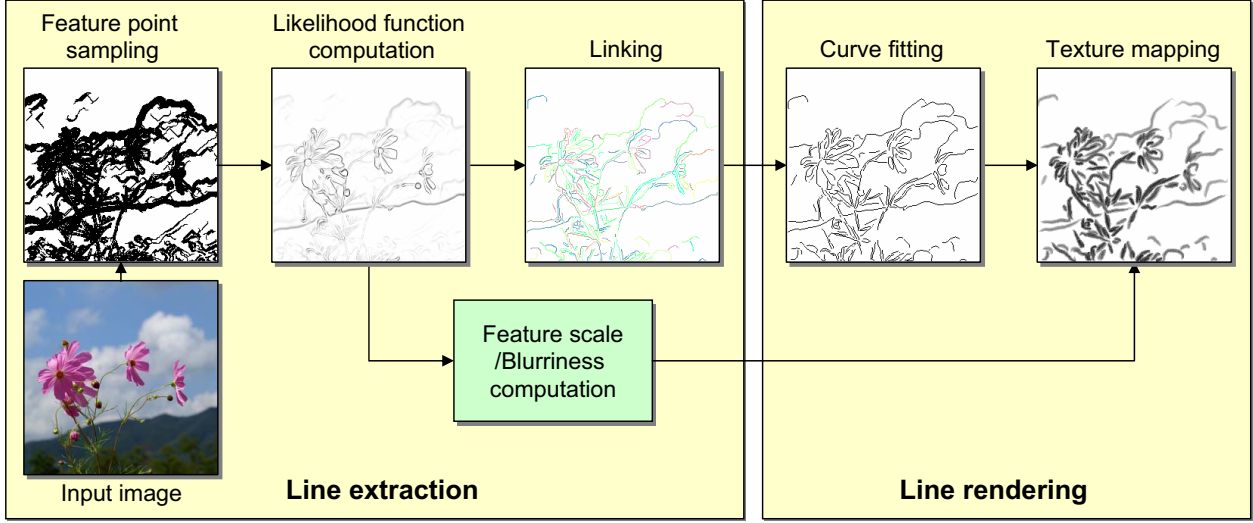 Feature point
sampling
Likelihood function
computation
Linking
Curve fitting
Texture mapping
Feature scale
/Blurriness
computation
Input image
Line extraction
Line rendering